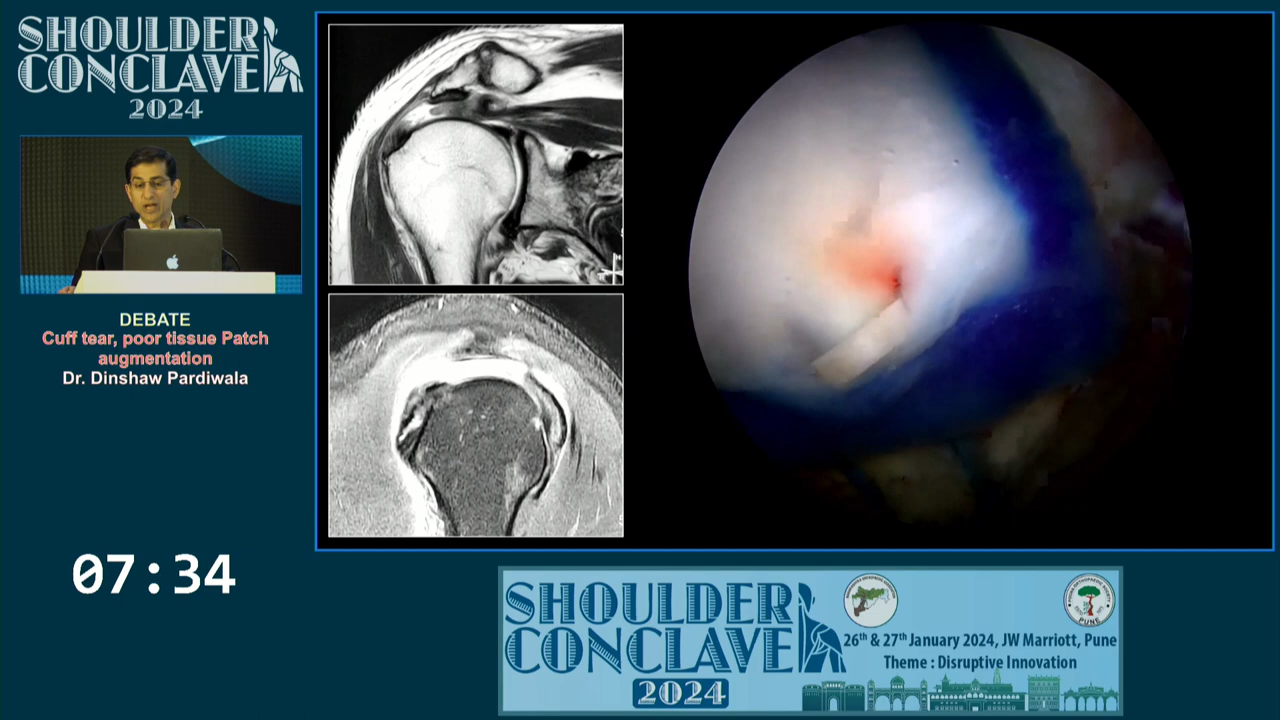 SHOULDER
CONCLAVE
2024
DEBATE
Cuff tear, poor tissue Patch
augmentation
Dr. Dinshaw Pardiwala
07:34
SHOULDER
CONCLAVE
2024
26th & 27th January 2024, JW Marriott, Pune
Theme : Disruptive Innovation
PUNE